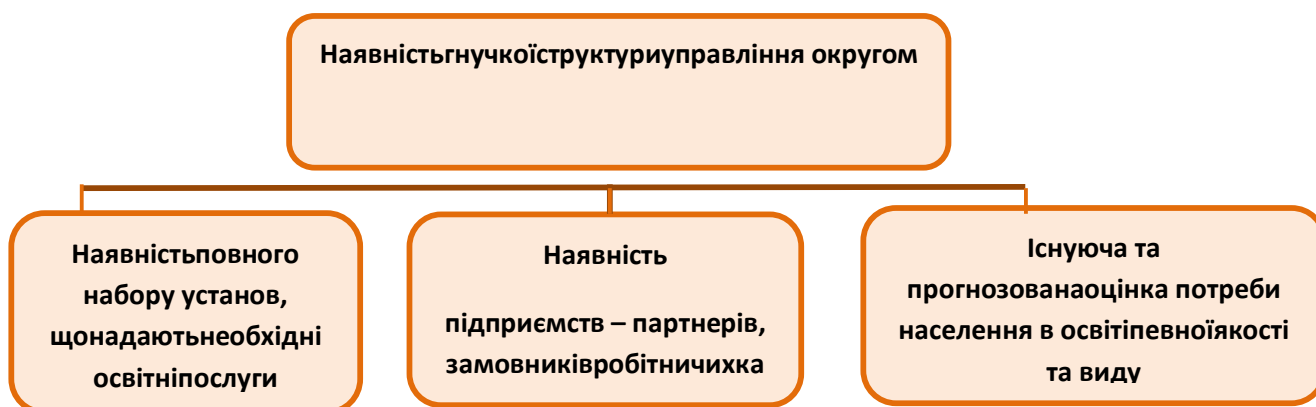 Наявністьгнучкоїструктуриуправління округом
Наявністьповного
набору установ,
щонадаютьнеобхідні
освітніпослуги
Наявність
підприємств – партнерів,
замовниківробітничихка
Існуюча та
прогнозованаоцінка потреби
населення в освітіпевноїякості
та виду